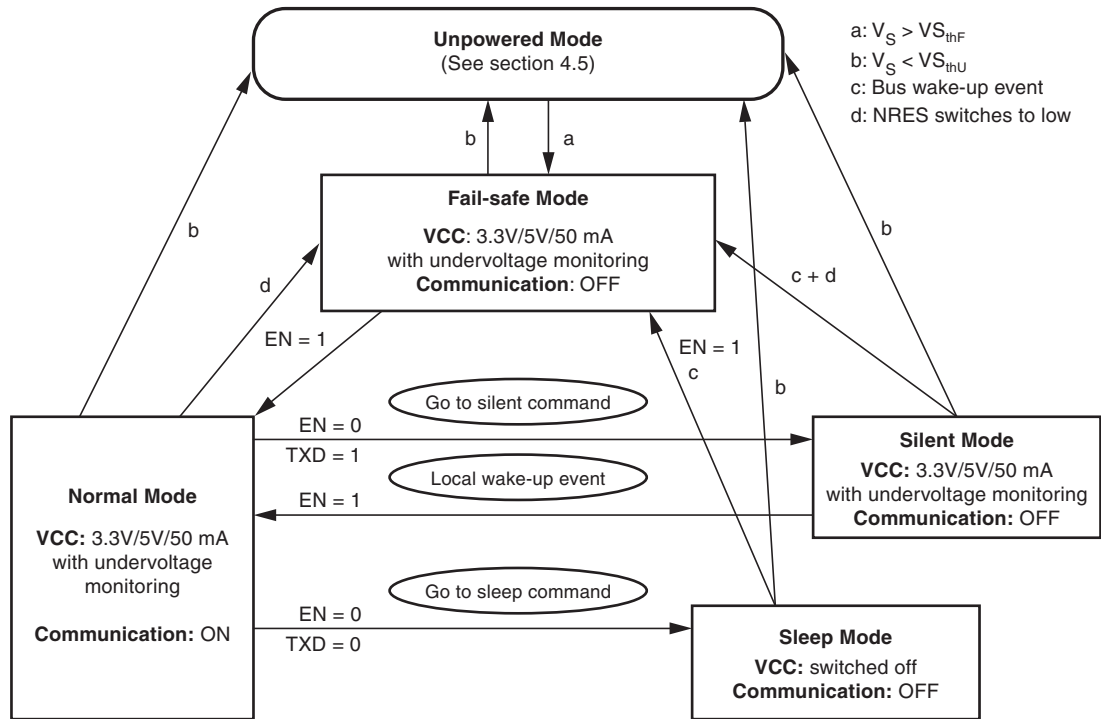 Unpowered Mode
(See section 4.5)
a: V_S > VS_thF
b: V_S < VS_thU
c: Bus wake-up event
d: NRES switches to low
b
a
Fail-safe Mode
VCC: 3.3V/5V/50 mA
with undervoltage monitoring
Communication: OFF
b
b
d
c + d
EN = 1
EN = 1
c
b
Go to silent command
EN = 0
TXD = 1
Local wake-up event
EN = 1
Silent Mode
VCC: 3.3V/5V/50 mA
with undervoltage monitoring
Communication: OFF
Normal Mode
VCC: 3.3V/5V/50 mA
with undervoltage
monitoring
Communication: ON
Go to sleep command
EN = 0
TXD = 0
Sleep Mode
VCC: switched off
Communication: OFF